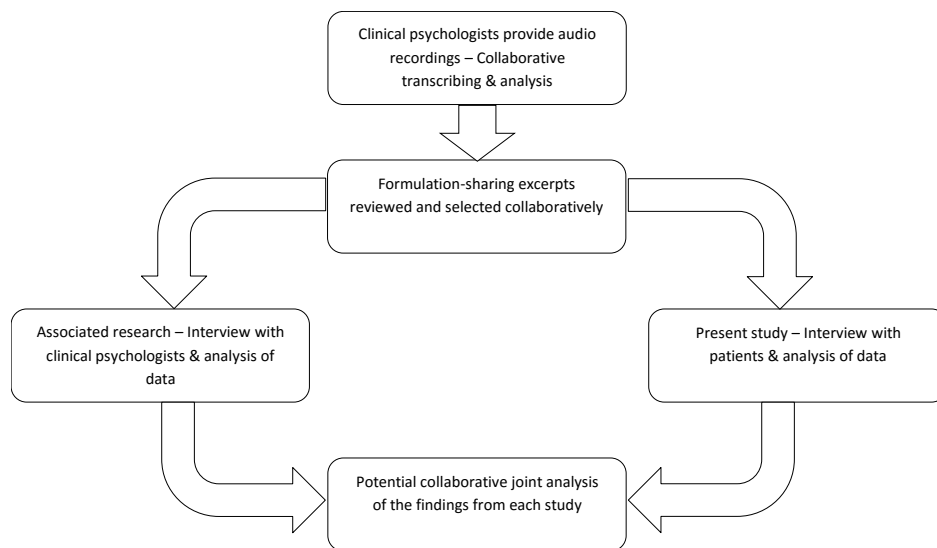 Clinical psychologists provide audio
recordings – Collaborative
transcribing & analysis
Formulation-sharing excerpts
reviewed and selected collaboratively
Associated research – Interview with
clinical psychologists & analysis of
data
Present study – Interview with
patients & analysis of data
Potential collaborative joint analysis
of the findings from each study